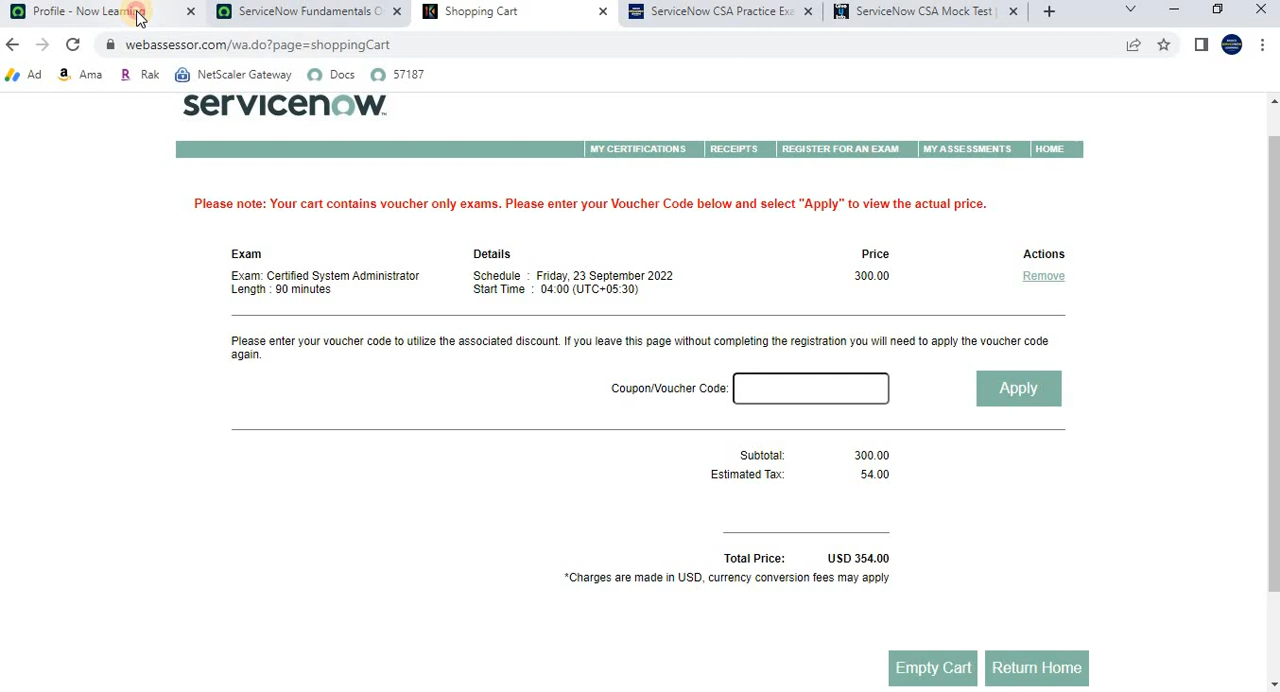 Profile - Now Learning
ServiceNow Fundamentals O
Shopping Cart
ServiceNow CSA Practice Exa
ServiceNow CSA Mock Test |
webassessor.com/wa.do?page=shoppingCart
Ad
Ama
Rak
NetScaler Gateway
Docs
57187
servicenow
MY CERTIFICATIONS
RECEIPTS
REGISTER FOR AN EXAM
MY ASSESSMENTS
HOME
Please note: Your cart contains voucher only exams. Please enter your Voucher Code below and select "Apply" to view the actual price.
Exam Details Price Actions
Exam: Certified System Administrator Schedule : Friday, 23 September 2022 300.00 Remove
Length : 90 minutes Start Time : 04:00 (UTC+05:30)
Please enter your voucher code to utilize the associated discount. If you leave this page without completing the registration you will need to apply the voucher code
again.
Coupon/Voucher Code: Apply
Subtotal: 300.00
Estimated Tax: 54.00
Total Price: USD 354.00
*Charges are made in USD, currency conversion fees may apply
Empty Cart Return Home